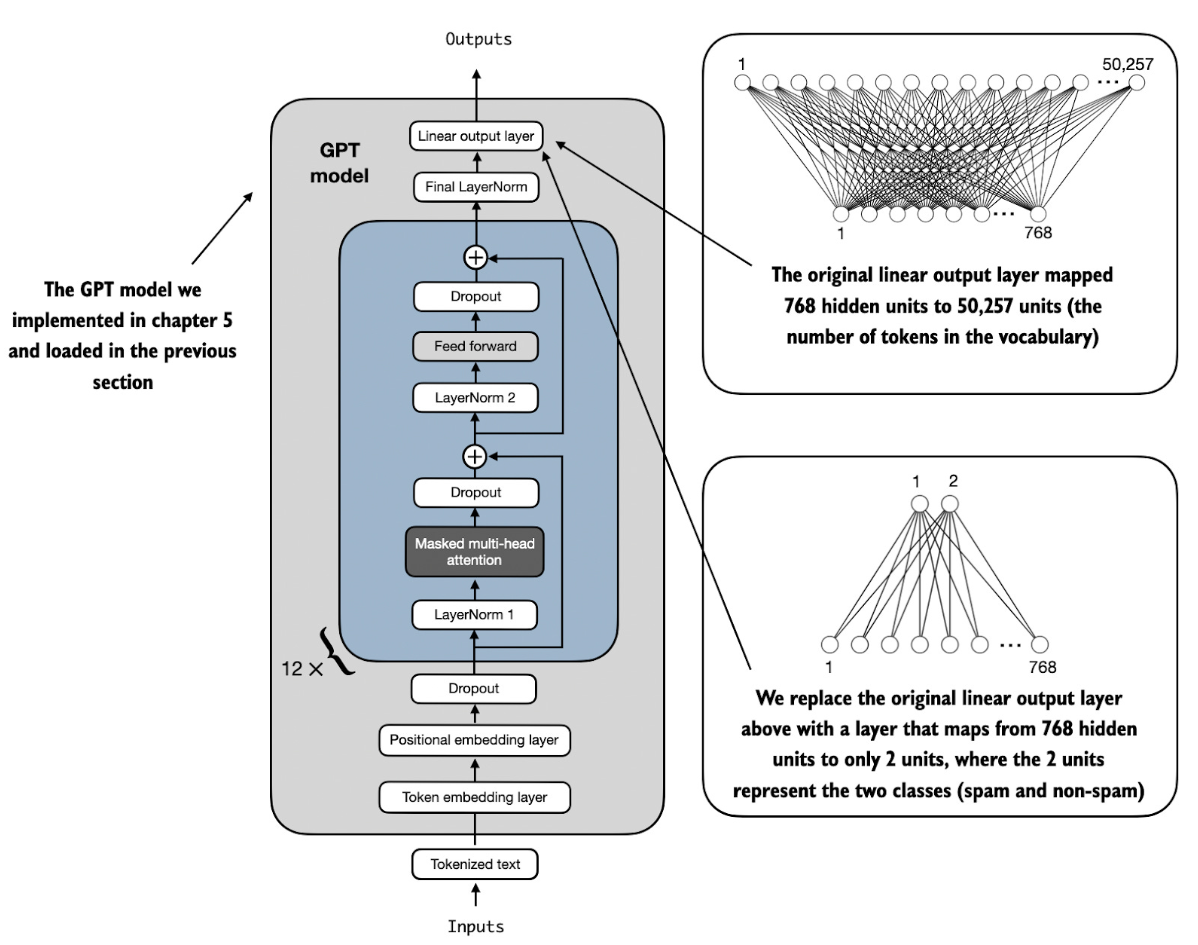 Outputs
GPT
model
Linear output layer
Final LayerNorm
+
Dropout
Feed forward
LayerNorm 2
+
Dropout
Masked multi-head
attention
LayerNorm 1
12 ×
Dropout
Positional embedding layer
Token embedding layer
Tokenized text
Inputs
The GPT model we
implemented in chapter 5
and loaded in the previous
section
1
50,257
...
...
1
768
The original linear output layer mapped
768 hidden units to 50,257 units (the
number of tokens in the vocabulary)
1 2
...
1
768
We replace the original linear output layer
above with a layer that maps from 768 hidden
units to only 2 units, where the 2 units
represent the two classes (spam and non-spam)